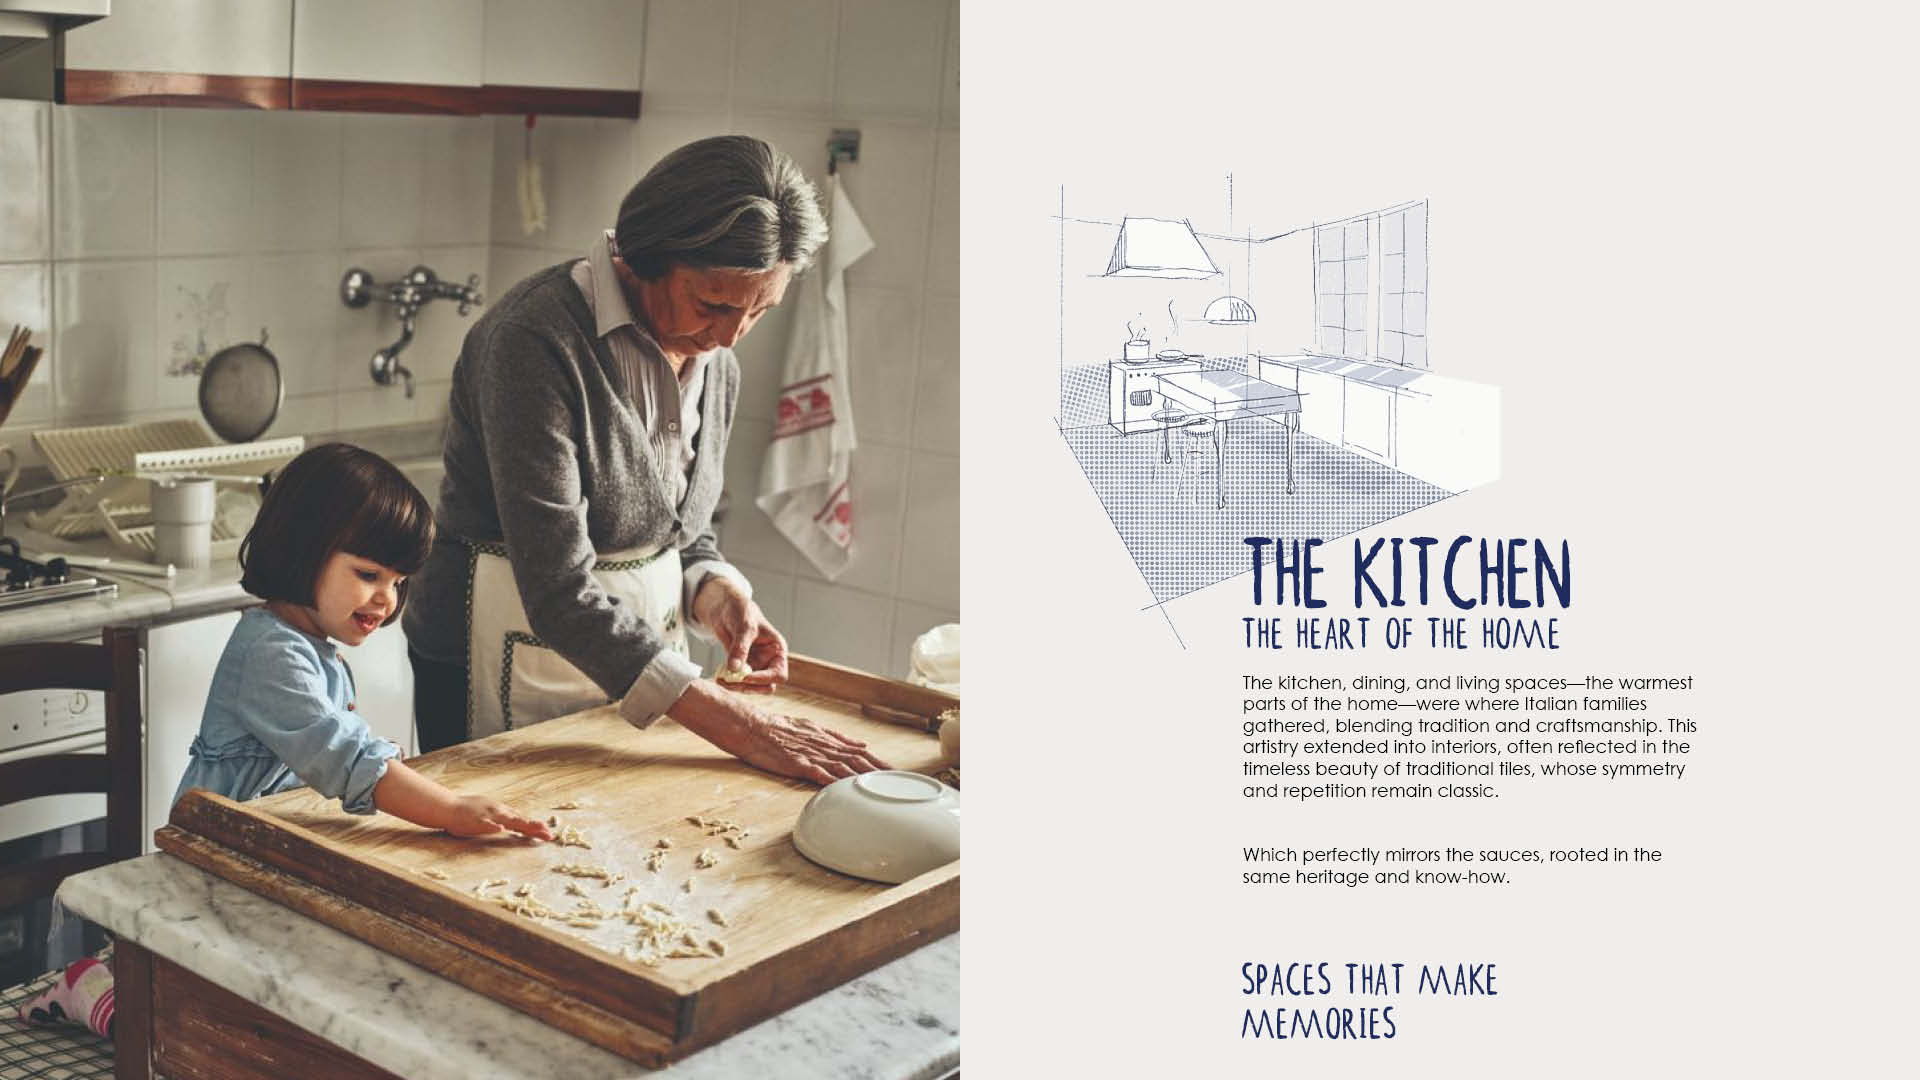 THE KITCHEN
THE HEART OF THE HOME
The kitchen, dining, and living spaces—the warmest
parts of the home—were where Italian families
gathered, blending tradition and craftsmanship. This
artistry extended into interiors, often reflected in the
timeless beauty of traditional tiles, whose symmetry
and repetition remain classic.
Which perfectly mirrors the sauces, rooted in the
same heritage and know-how.
SPACES THAT MAKE
MEMORIES